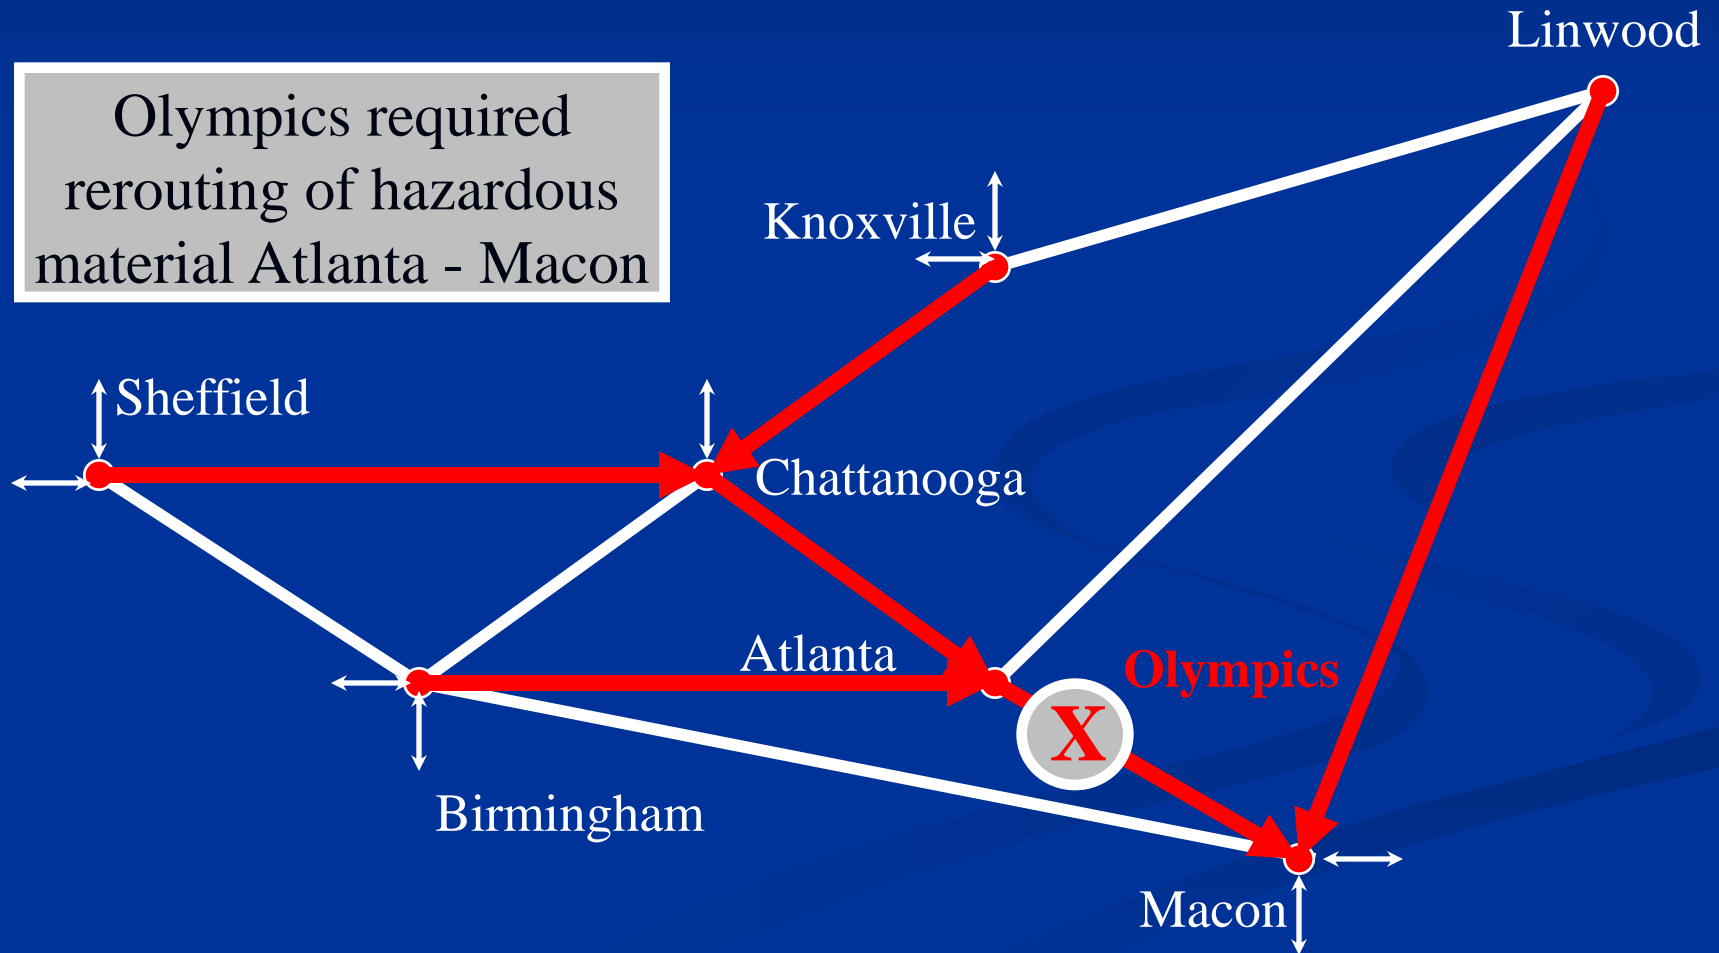 Linwood
Olympics required
rerouting of hazardous
material Atlanta - Macon
Knoxville
Sheffield
Chattanooga
Atlanta
Olympics
X
Birmingham
Macon